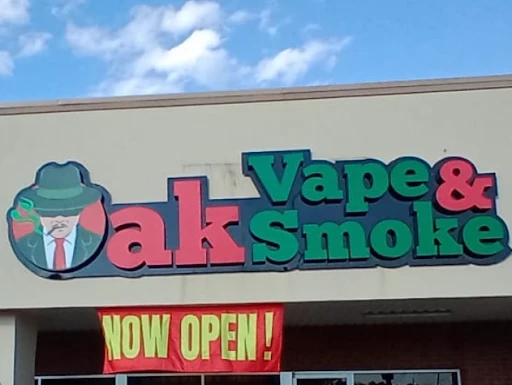 Oak Vape &
Smoke
NOW OPEN!